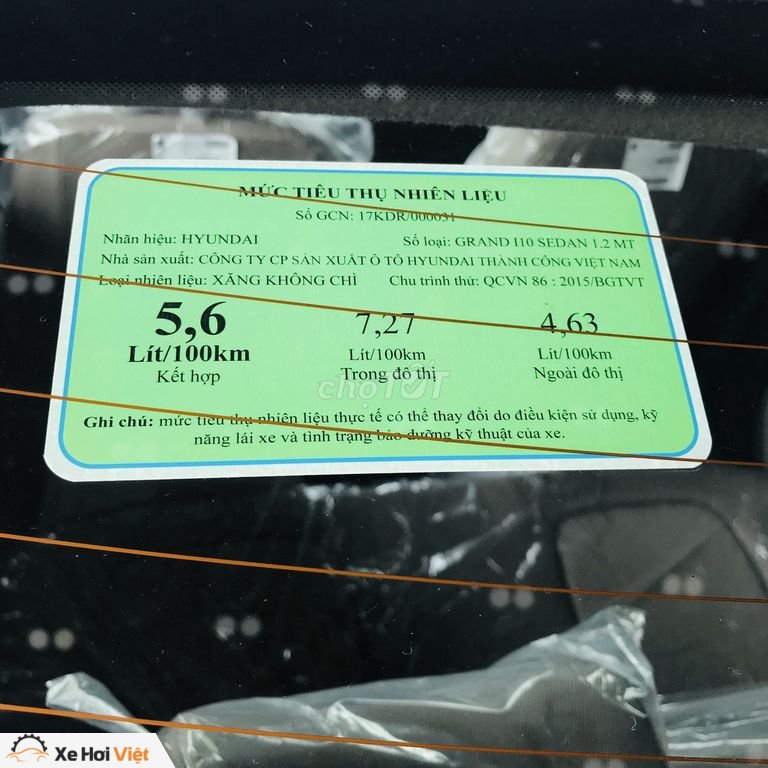 MỨC TIÊU THỤ NHIÊN LIỆU
Số GCN: 17KDR/000031
Nhãn hiệu: HYUNDAI Số loại: GRAND I10 SEDAN 1.2 MT
Nhà sản xuất: CÔNG TY CP SẢN XUẤT Ô TÔ HYUNDAI THÀNH CÔNG VIỆT NAM
Loại nhiên liệu: XĂNG KHÔNG CHÌ Chu trình thử: QCVN 86 : 2015/BGTVT
5,6 7,27 4,63
Lít/100km Lít/100km Lít/100km
Kết hợp Trong đô thị Ngoài đô thị
chợTỐT
Ghi chú: mức tiêu thụ nhiên liệu thực tế có thể thay đổi do điều kiện sử dụng, kỹ
năng lái xe và tình trạng bảo dưỡng kỹ thuật của xe.
Xe Hơi Việt